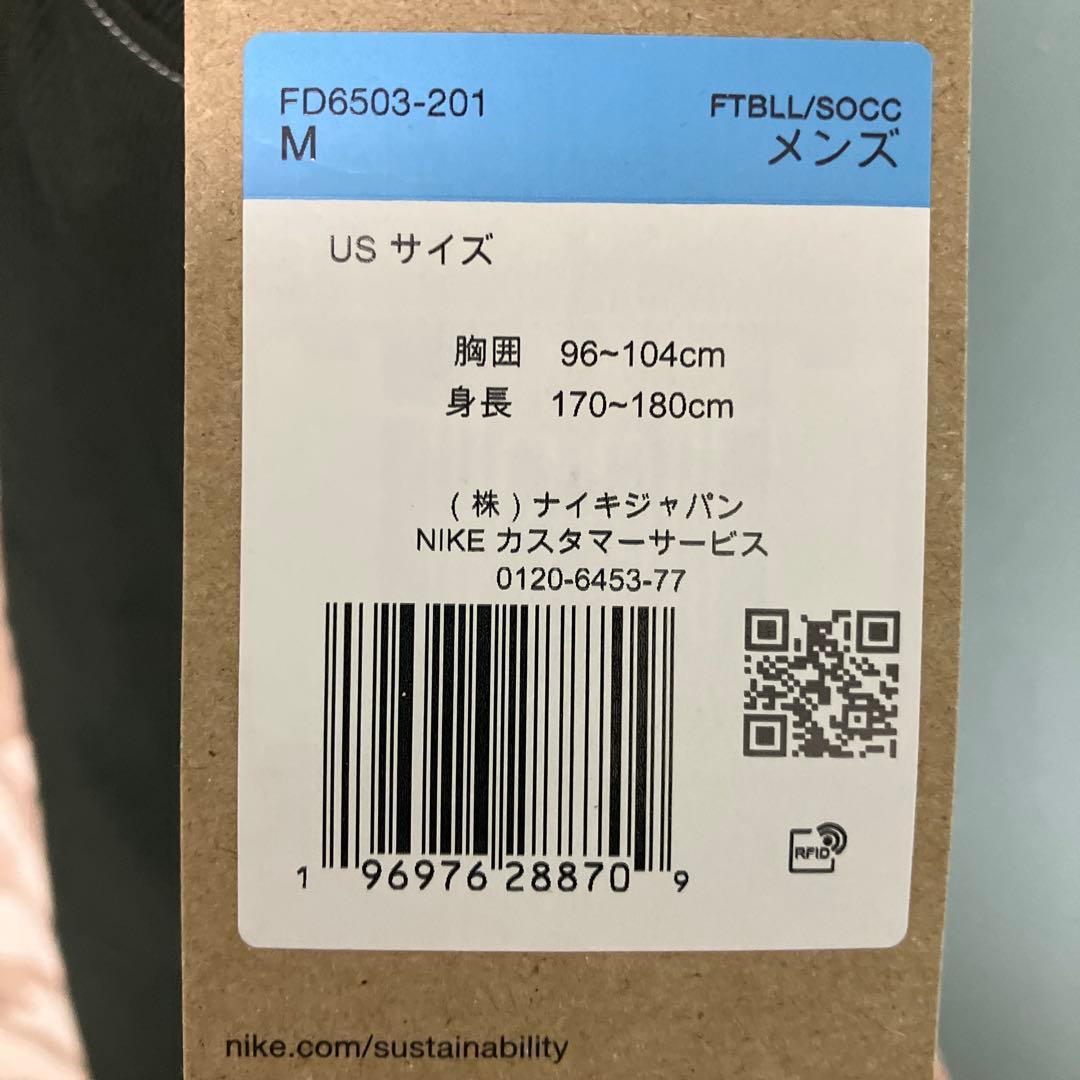 FD6503-201
FTBLL/SOCC
M
メンズ
US サイズ
胸囲 96~104cm
身長 170~180cm
(株)ナイキジャパン
NIKE カスタマーサービス
0120-6453-77
1 96976 28870 9
RFID
nike.com/sustainability